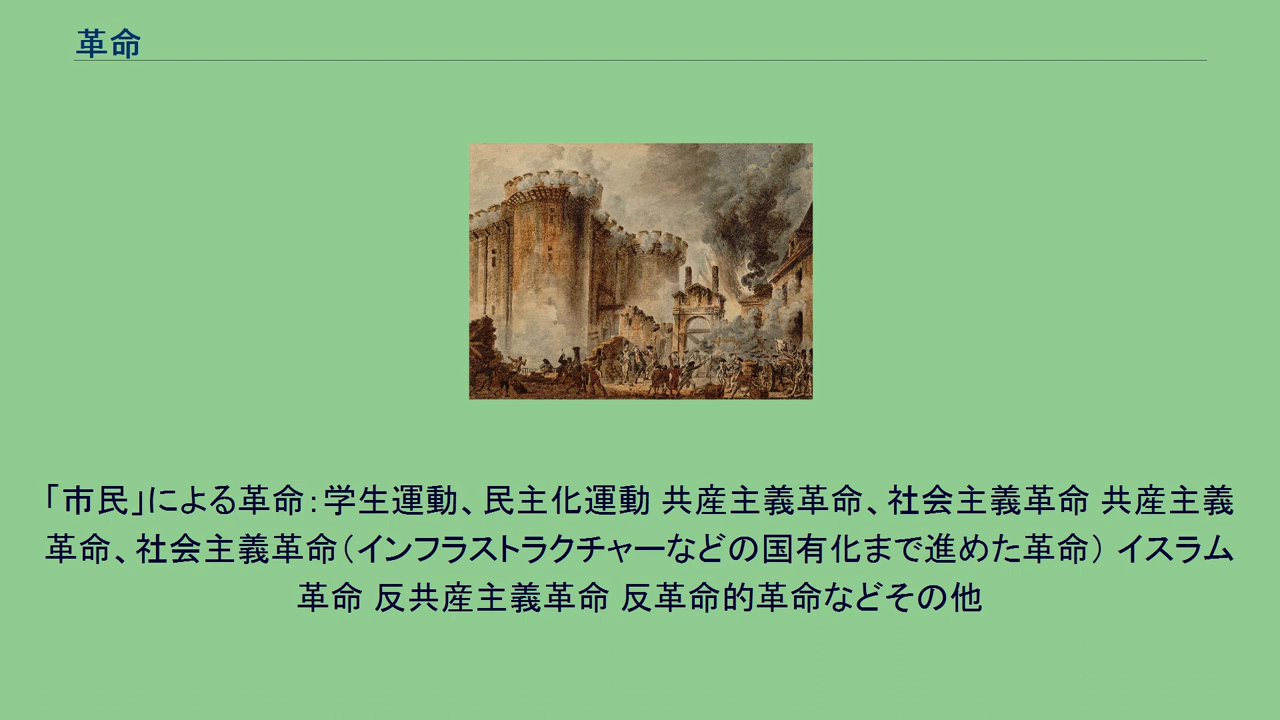 革命
「市民」による革命：学生運動、民主化運動 共産主義革命、社会主義革命 共産主義
革命、社会主義革命（インフラストラクチャーなどの国有化まで進めた革命） イスラム
革命 反共産主義革命 反革命的革命などその他